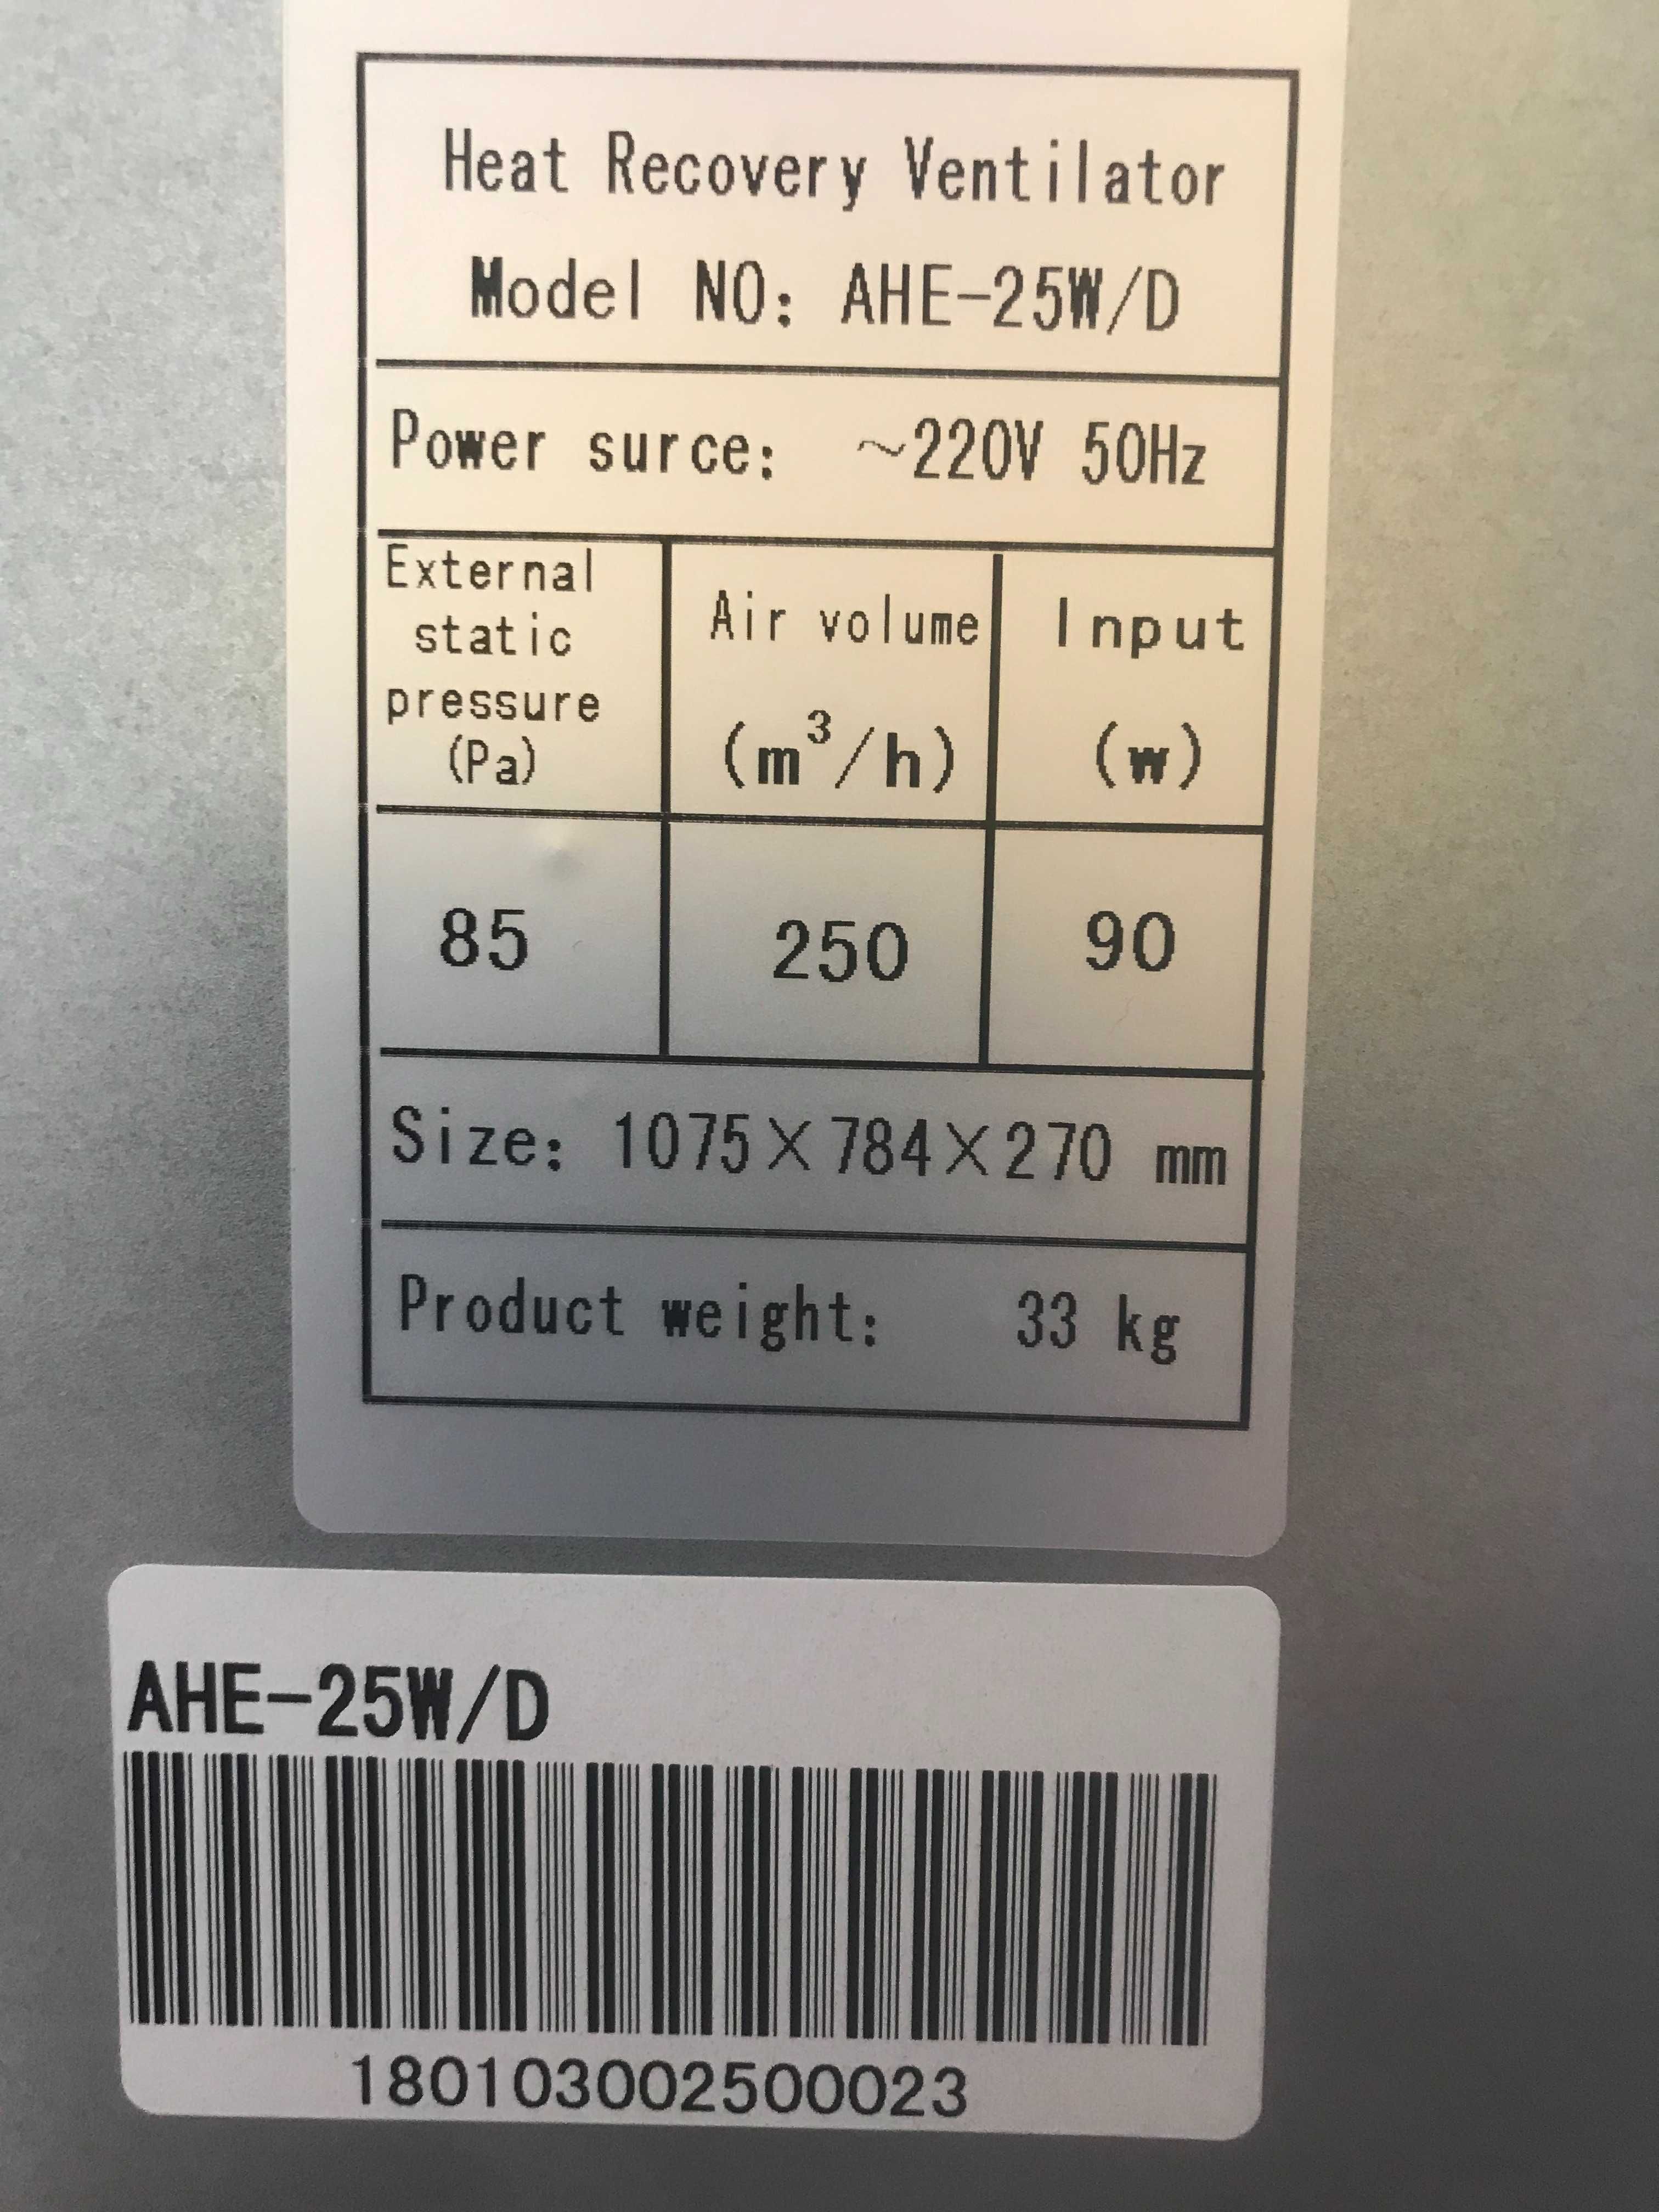 Heat Recovery Ventilator
Model NO: AHE-25W/D
Power surce: ~220V 50Hz
External
static
pressure
(Pa)
Air volume
(m³/h)
Input
(w)
85 250 90
Size: 1075×784×270 mm
Product weight: 33 kg
AHE-25W/D
180103002500023